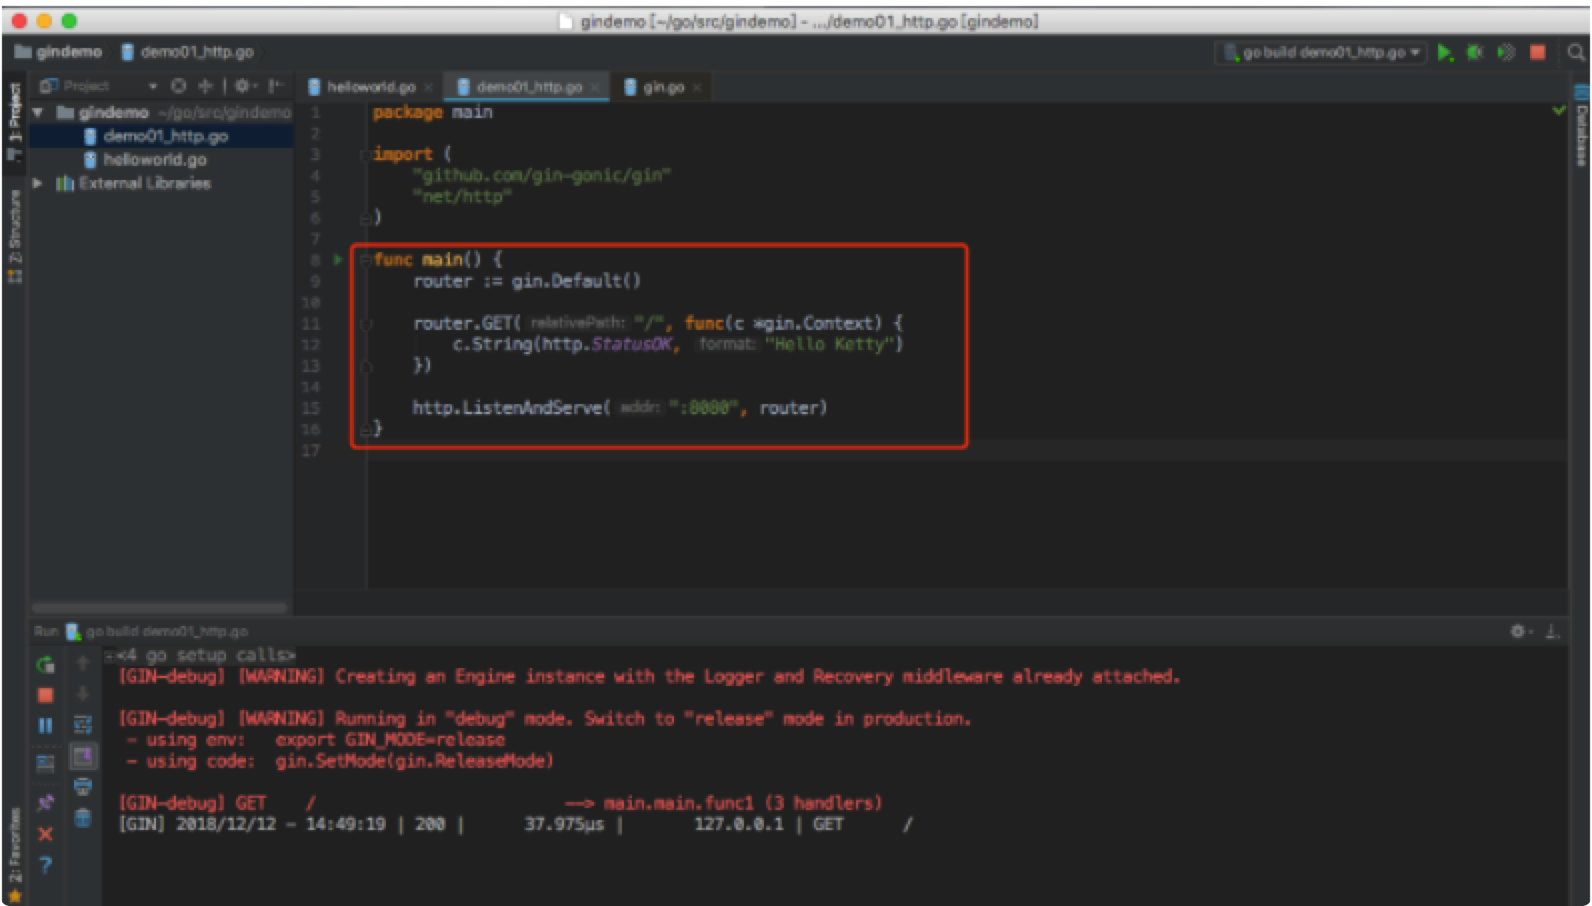 gindemo [~/go/src/gindemo] - .../demo01_http.go [gindemo]
gindemo demo01_http.go
go build demo01_http.go
Project
helloworld.go
demo01_http.go
gin.go
1: Project
gindemo ~/go/src/gindemo
demo01_http.go
helloworld.go
External Libraries
Z: Structure
Database
1 package main
2
3 import (
4 "github.com/gin-gonic/gin"
5 "net/http"
6 )
7
8 func main() {
9 router := gin.Default()
10
11 router.GET( relativePath: "/", func(c *gin.Context) {
12 c.String(http.StatusOK, format: "Hello Ketty")
13 })
14
15 http.ListenAndServe( addr: ":8080", router)
16 }
17
Run go build demo01_http.go
<4 go setup calls>
[GIN-debug] [WARNING] Creating an Engine instance with the Logger and Recovery middleware already attached.
[GIN-debug] [WARNING] Running in "debug" mode. Switch to "release" mode in production.
- using env: export GIN_MODE=release
- using code: gin.SetMode(gin.ReleaseMode)
[GIN-debug] GET / --> main.main.func1 (3 handlers)
[GIN] 2018/12/12 - 14:49:19 | 200 | 37.975µs | 127.0.0.1 | GET /
2: Favorites